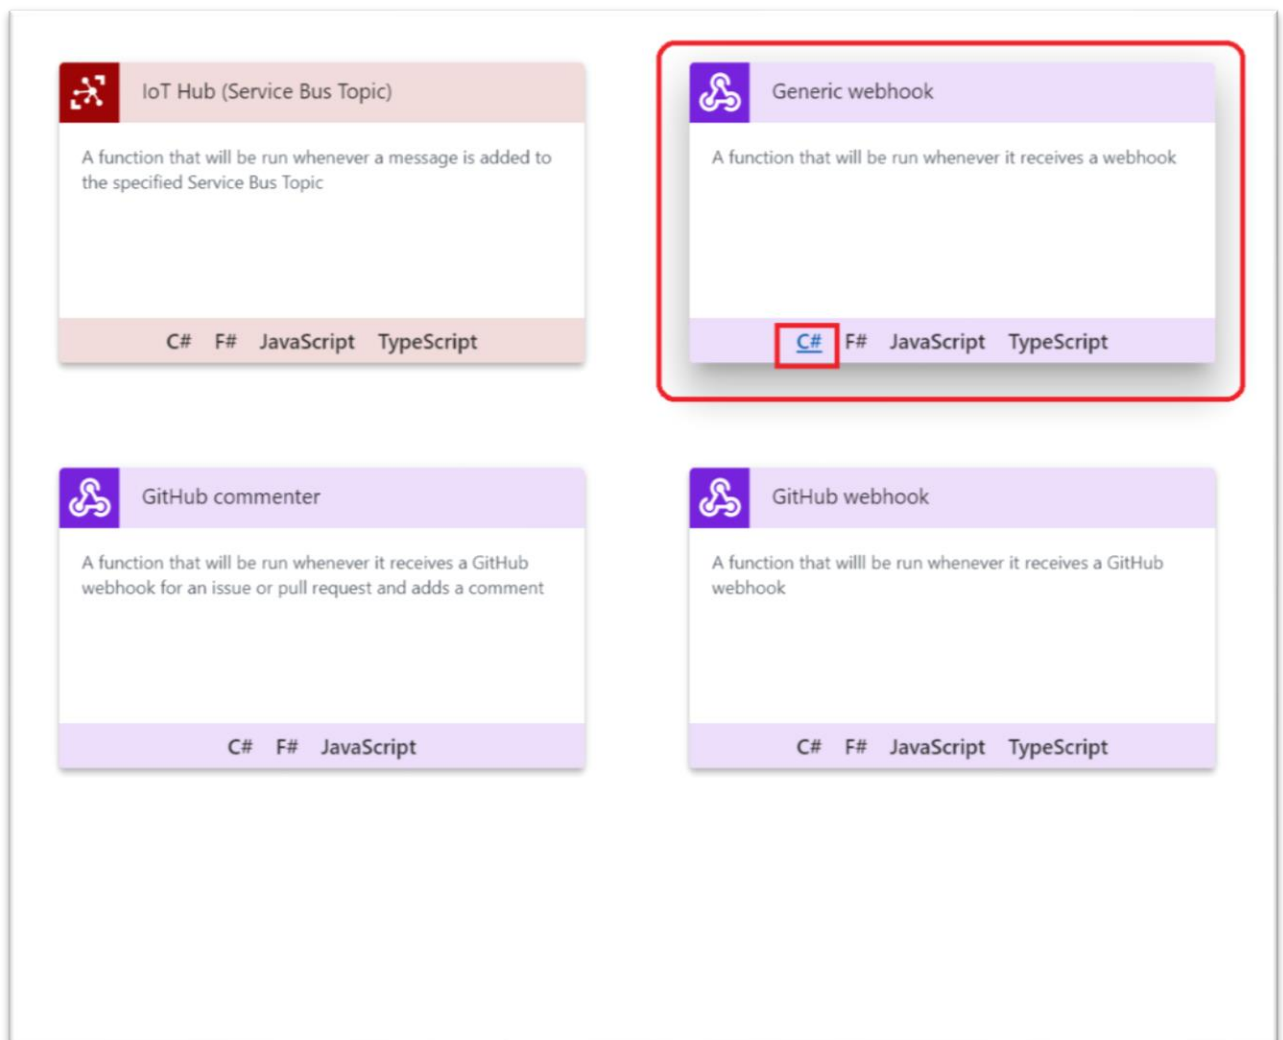 IoT Hub (Service Bus Topic)
A function that will be run whenever a message is added to
the specified Service Bus Topic
C# F# JavaScript TypeScript
Generic webhook
A function that will be run whenever it receives a webhook
C# F# JavaScript TypeScript
GitHub commenter
A function that will be run whenever it receives a GitHub
webhook for an issue or pull request and adds a comment
C# F# JavaScript
GitHub webhook
A function that willl be run whenever it receives a GitHub
webhook
C# F# JavaScript TypeScript